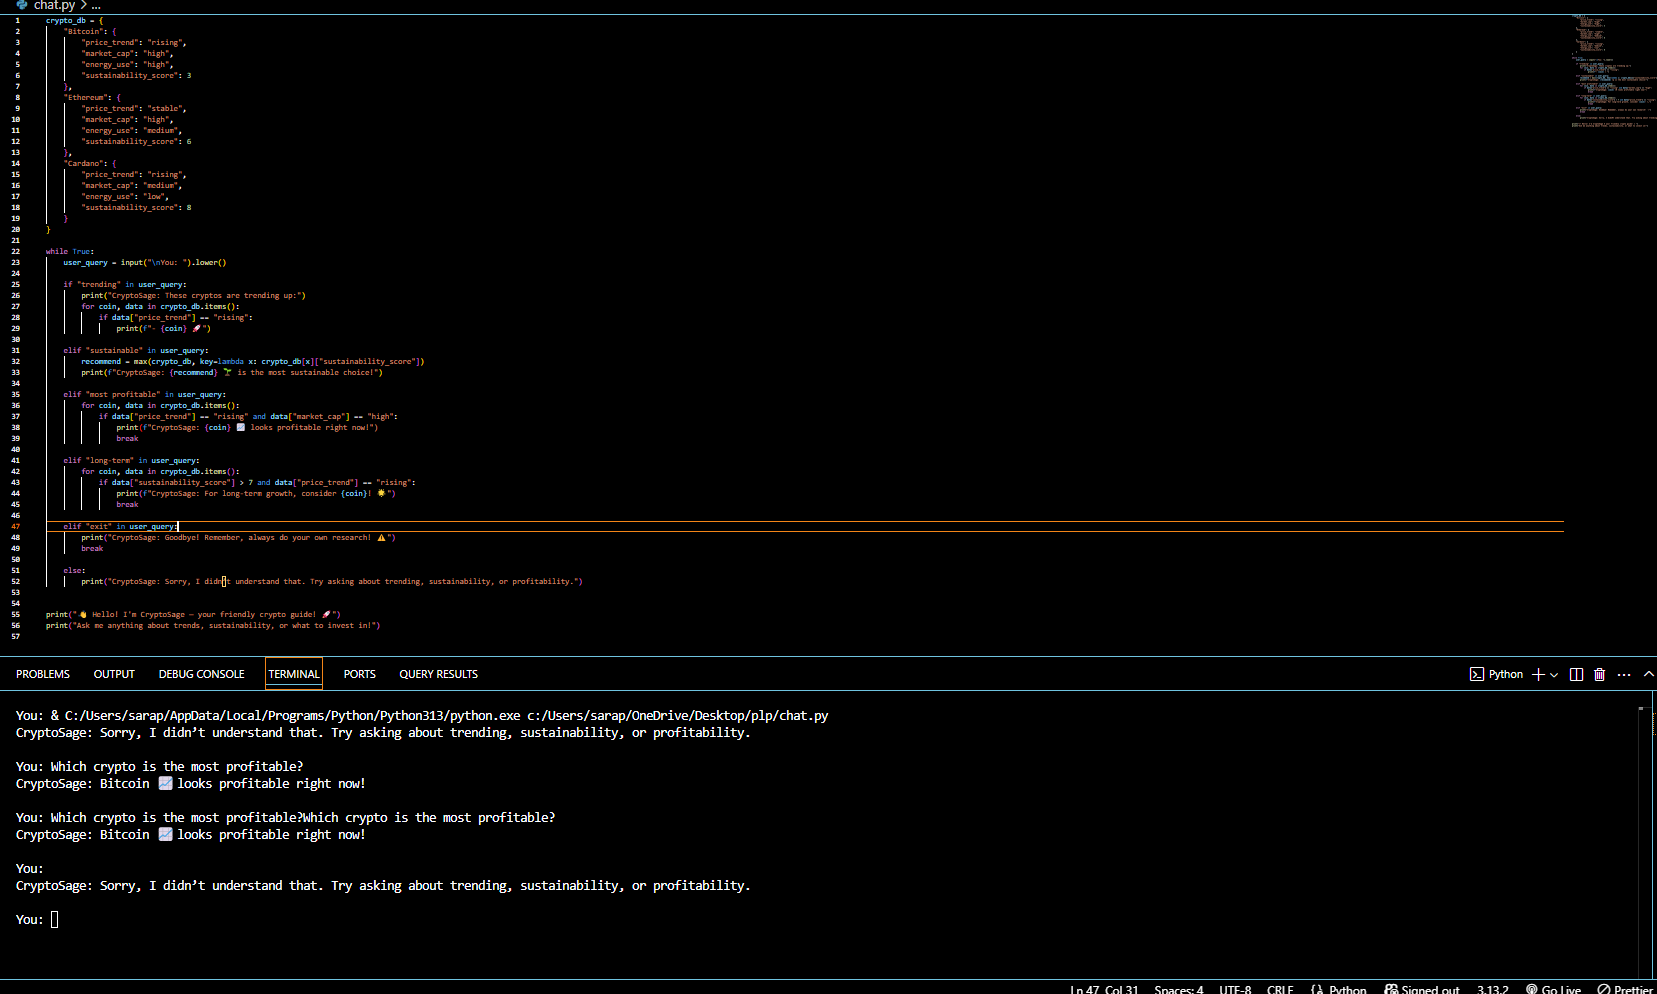 chat.py > ...
1 crypto_db = {
2 "Bitcoin": {
3 "price_trend": "rising",
4 "market_cap": "high",
5 "energy_use": "high",
6 "sustainability_score": 3
7 },
8 "Ethereum": {
9 "price_trend": "stable",
10 "market_cap": "high",
11 "energy_use": "medium",
12 "sustainability_score": 6
13 },
14 "Cardano": {
15 "price_trend": "rising",
16 "market_cap": "medium",
17 "energy_use": "low",
18 "sustainability_score": 8
19 }
20 }
21
22 while True:
23 user_query = input("\nYou: ").lower()
24
25 if "trending" in user_query:
26 print("CryptoSage: These cryptos are trending up:")
27 for coin, data in crypto_db.items():
28 if data["price_trend"] == "rising":
29 print(f"- {coin} 🚀")
30
31 elif "sustainable" in user_query:
32 recommend = max(crypto_db, key=lambda x: crypto_db[x]["sustainability_score"])
33 print(f"CryptoSage: {recommend} 🌱 is the most sustainable choice!")
34
35 elif "most profitable" in user_query:
36 for coin, data in crypto_db.items():
37 if data["price_trend"] == "rising" and data["market_cap"] == "high":
38 print(f"CryptoSage: {coin} 📈 looks profitable right now!")
39 break
40
41 elif "long-term" in user_query:
42 for coin, data in crypto_db.items():
43 if data["sustainability_score"] > 7 and data["price_trend"] == "rising":
44 print(f"CryptoSage: For long-term growth, consider {coin}! 🌟")
45 break
46
47 elif "exit" in user_query:
48 print("CryptoSage: Goodbye! Remember, always do your own research! ⚠️")
49 break
50
51 else:
52 print("CryptoSage: Sorry, I didn’t understand that. Try asking about trending, sustainability, or profitability.")
53
54
55 print("👋 Hello! I'm CryptoSage — your friendly crypto guide! 🚀")
56 print("Ask me anything about trends, sustainability, or what to invest in!")
57
PROBLEMS OUTPUT DEBUG CONSOLE TERMINAL PORTS QUERY RESULTS Python
You: & C:/Users/sarap/AppData/Local/Programs/Python/Python313/python.exe c:/Users/sarap/OneDrive/Desktop/plp/chat.py
CryptoSage: Sorry, I didn’t understand that. Try asking about trending, sustainability, or profitability.
You: Which crypto is the most profitable?
CryptoSage: Bitcoin 📈 looks profitable right now!
You: Which crypto is the most profitable?Which crypto is the most profitable?
CryptoSage: Bitcoin 📈 looks profitable right now!
You:
CryptoSage: Sorry, I didn’t understand that. Try asking about trending, sustainability, or profitability.
You:
Ln 47, Col 31 Spaces: 4 UTF-8 CRLF Python Signed out 3.13.2 Go Live Prettier